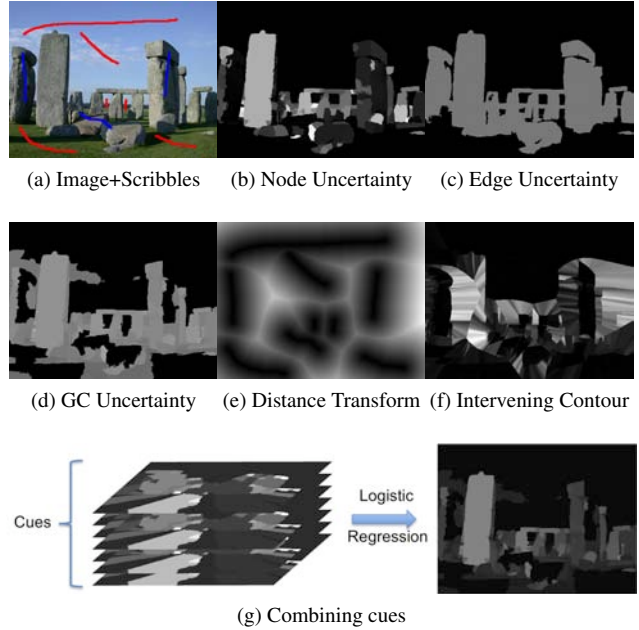 (a) Image+Scribbles (b) Node Uncertainty (c) Edge Uncertainty
(d) GC Uncertainty (e) Distance Transform (f) Intervening Contour
Cues
Logistic
Regression
(g) Combining cues